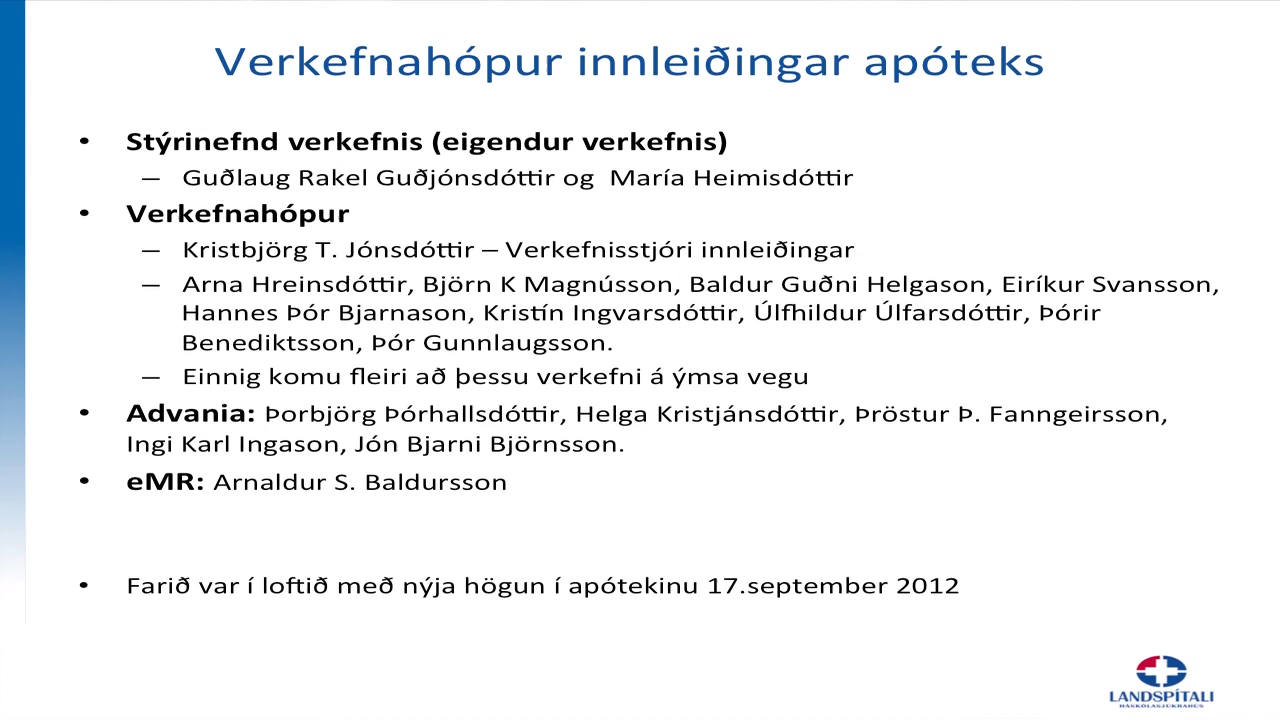 Verkefnahópur innleiðingar apóteks
• Stýrinefnd verkefnis (eigendur verkefnis)
— Guðlaug Rakel Guðjónsdóttir og María Heimisdóttir
• Verkefnahópur
— Kristbjörg T. Jónsdóttir – Verkefnisstjóri innleiðingar
— Arna Hreinsdóttir, Björn K Magnússon, Baldur Guðni Helgason, Eiríkur Svansson,
Hannes Þór Bjarnason, Kristín Ingvarsdóttir, Úlfhildur Úlfarsdóttir, Þórir
Benediktsson, Þór Gunnlaugsson.
— Einnig komu fleiri að þessu verkefni á ýmsa vegu
• Advania: Þorbjörg Þórhallsdóttir, Helga Kristjánsdóttir, Þröstur Þ. Fanngeirsson,
Ingi Karl Ingason, Jón Bjarni Björnsson.
• eMR: Arnaldur S. Baldursson
• Farið var í loftið með nýja högun í apótekinu 17.september 2012
LANDSPÍTALI
HÁSKÓLASJÚKRAHÚS